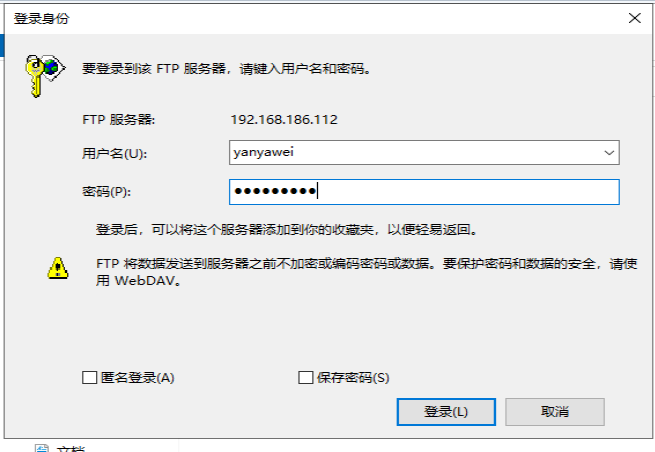 登录身份
要登录到该 FTP 服务器，请键入用户名和密码。
FTP 服务器:
192.168.186.112
用户名(U):
yanyawei
密码(P):
●●●●●●●●●
登录后，可以将这个服务器添加到你的收藏夹，以便轻易返回。
FTP 将数据发送到服务器之前不加密或编码密码或数据。要保护密码和数据的安全，请使
用 WebDAV。
匿名登录(A)
保存密码(S)
登录(L)
取消
文档